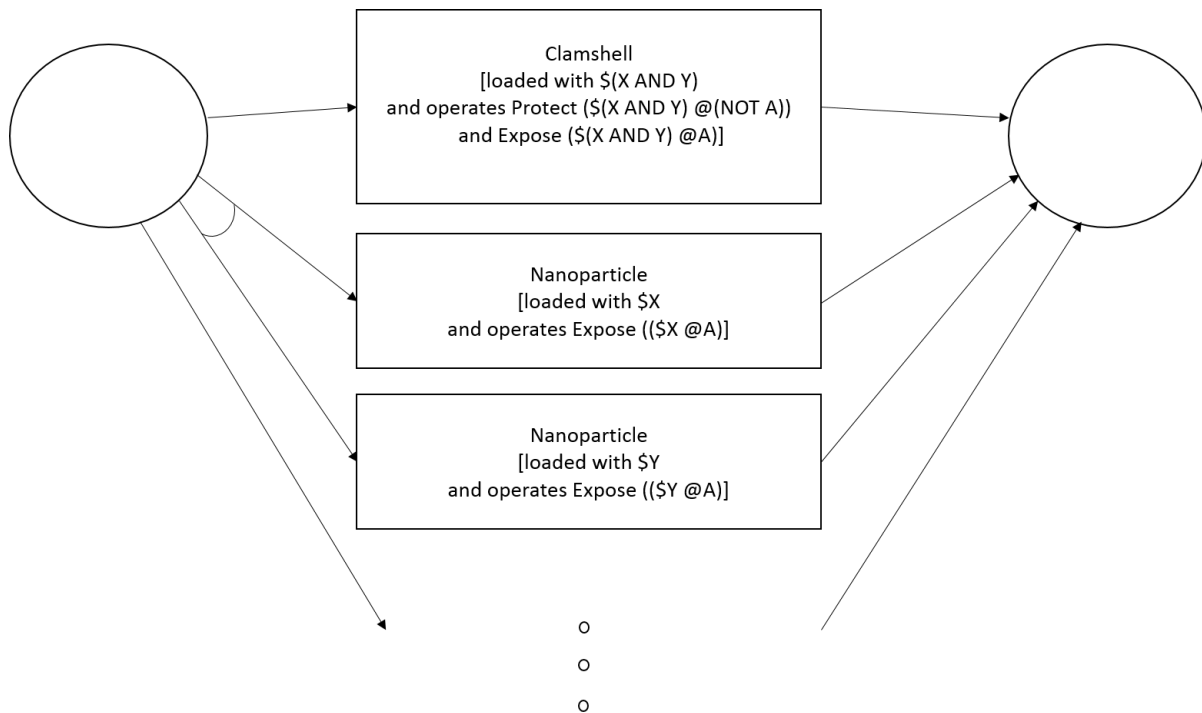 Clamshell
[loaded with $(X AND Y)
and operates Protect ($(X AND Y) @(NOT A))
and Expose ($(X AND Y) @A)]
Nanoparticle
[loaded with $X
and operates Expose (($X @A)]
Nanoparticle
[loaded with $Y
and operates Expose (($Y @A)]